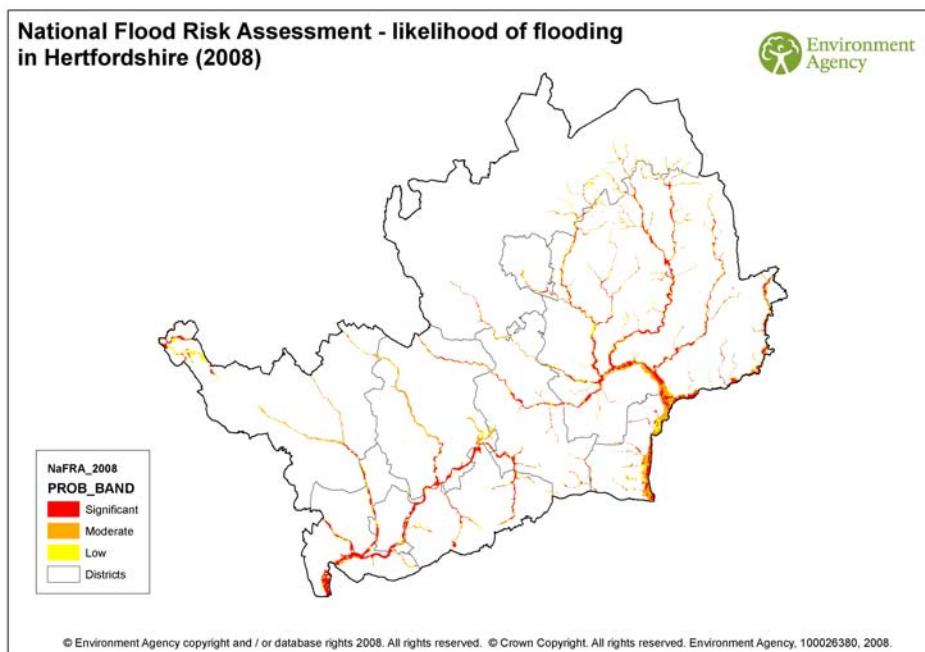 National Flood Risk Assessment - likelihood of flooding
in Hertfordshire (2008)
Environment
Agency
NaFRA_2008
PROB_BAND
Significant
Moderate
Low
Districts
© Environment Agency copyright and / or database rights 2008. All rights reserved. © Crown Copyright. All rights reserved. Environment Agency, 100026380, 2008.